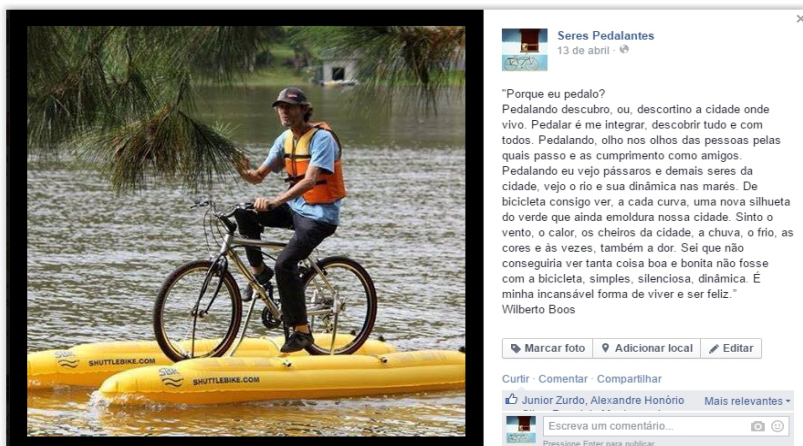 Seres Pedalantes
13 de abril ·
"Porque eu pedalo?
Pedalando descubro, ou, descortino a cidade onde
vivo. Pedalar é me integrar, descobrir tudo e com
todos. Pedalando, olho nos olhos das pessoas pelas
quais passo e as cumprimento como amigos.
Pedalando eu vejo pássaros e demais seres da
cidade, vejo o rio e sua dinâmica nas marés. De
bicicleta consigo ver, a cada curva, uma nova silhueta
do verde que ainda emoldura nossa cidade. Sinto o
vento, o calor, os cheiros da cidade, a chuva, o frio, as
cores e às vezes, também a dor. Sei que não
conseguiria ver tanta coisa boa e bonita não fosse
com a bicicleta, simples, silenciosa, dinâmica. É
minha incansável forma de viver e ser feliz."
Wilberto Boos
Marcar foto Adicionar local Editar
Curtir · Comentar · Compartilhar
Junior Zurdo, Alexandre Honório Mais relevantes
Escreva um comentário...
Pressione Enter para publicar.
SHUTTLEBIKE.COM
SHUTTLEBIKE.COM